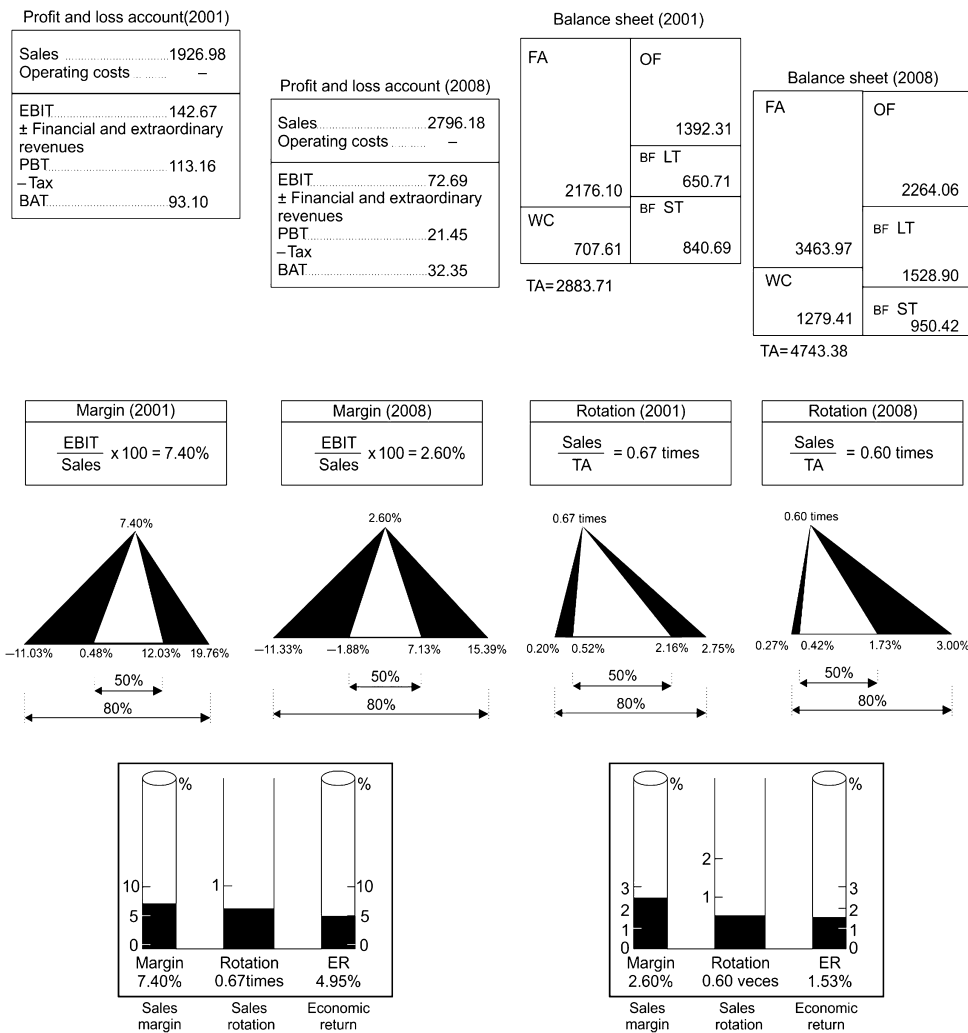 Profit and loss account(2001)
Sales 1926.98
Operating costs –
EBIT 142.67
± Financial and extraordinary
revenues
PBT 113.16
–Tax
BAT 93.10
Profit and loss account (2008)
Sales 2796.18
Operating costs –
EBIT 72.69
± Financial and extraordinary
revenues
PBT 21.45
–Tax
BAT 32.35
Balance sheet (2001)
FA
2176.10
WC
707.61
OF
1392.31
BF LT
650.71
BF ST
840.69
TA=2883.71
Balance sheet (2008)
FA
3463.97
WC
1279.41
OF
2264.06
BF LT
1528.90
BF ST
950.42
TA=4743.38
Margin (2001)
EBIT
Sales
x 100 = 7.40%
Margin (2008)
EBIT
Sales
x 100 = 2.60%
Rotation (2001)
Sales
TA
= 0.67 times
Rotation (2008)
Sales
TA
= 0.60 times
7.40%
–11.03% 0.48% 12.03% 19.76%
50%
80%
2.60%
–11.33% -1.88% 7.13% 15.39%
50%
80%
0.67 times
0.20% 0.52% 2.16% 2.75%
50%
80%
0.60 times
0.27% 0.42% 1.73% 3.00%
50%
80%
% %
10 1 10
5 5
0 0
Margin Rotation ER
7.40% 0.67times 4.95%
Sales Sales Economic
margin rotation return
% %
2
3 1 3
2 2
1 1
0 0
Margin Rotation ER
2.60% 0.60 veces 1.53%
Sales Sales Economic
margin rotation return